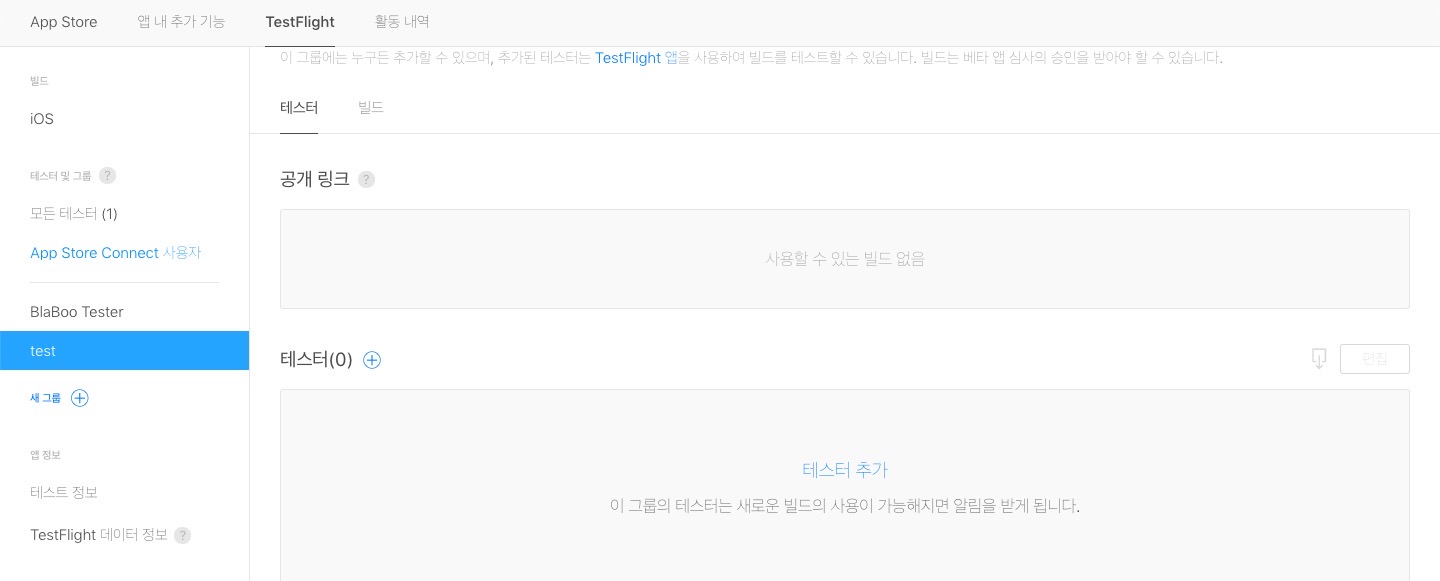 App Store 앱 내 추가 기능 TestFlight 활동 내역
이 그룹에는 누구든 추가할 수 있으며, 추가된 테스터는 TestFlight 앱을 사용하여 빌드를 테스트할 수 있습니다. 빌드는 베타 앱 심사의 승인을 받아야 할 수 있습니다.
빌드
iOS
테스터 및 그룹 ?
모든 테스터 (1)
App Store Connect 사용자
BlaBoo Tester
test
새 그룹
앱 정보
테스트 정보
TestFlight 데이터 정보 ?
테스터 빌드
공개 링크 ?
사용할 수 있는 빌드 없음
테스터(0)
편집
테스터 추가
이 그룹의 테스터는 새로운 빌드의 사용이 가능해지면 알림을 받게 됩니다.